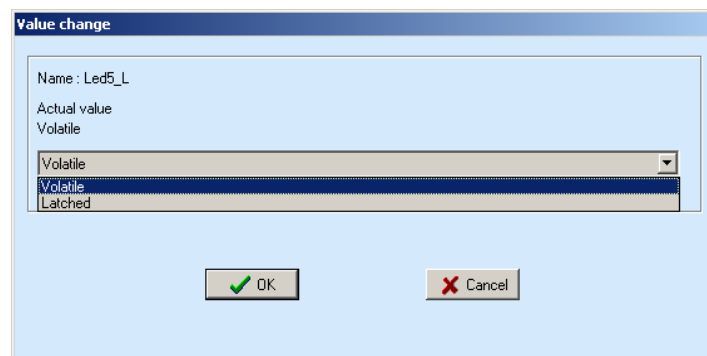 Value change
Name : Led5_L
Actual value
Volatile
Volatile
Volatile
Latched
OK
Cancel